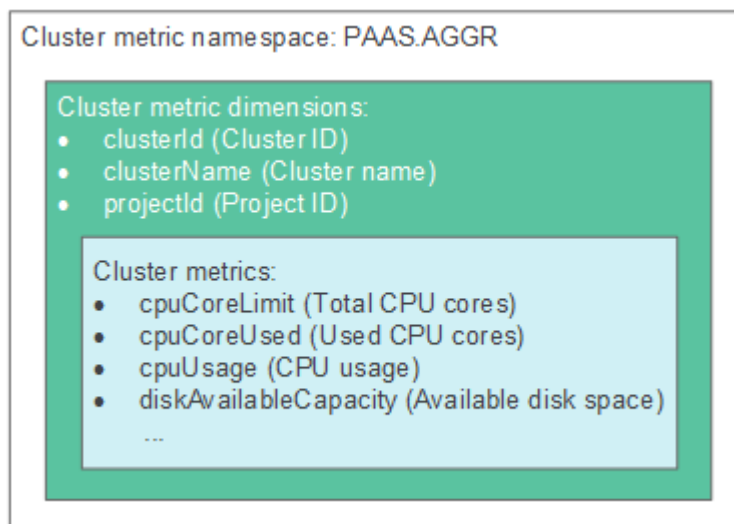 Cluster metric namespace: PAAS.AGGR
Cluster metric dimensions:
• clusterId (Cluster ID)
• clusterName (Cluster name)
• projectId (Project ID)
Cluster metrics:
• cpuCoreLimit (Total CPU cores)
• cpuCoreUsed (Used CPU cores)
• cpuUsage (CPU usage)
• diskAvailableCapacity (Available disk space)
...